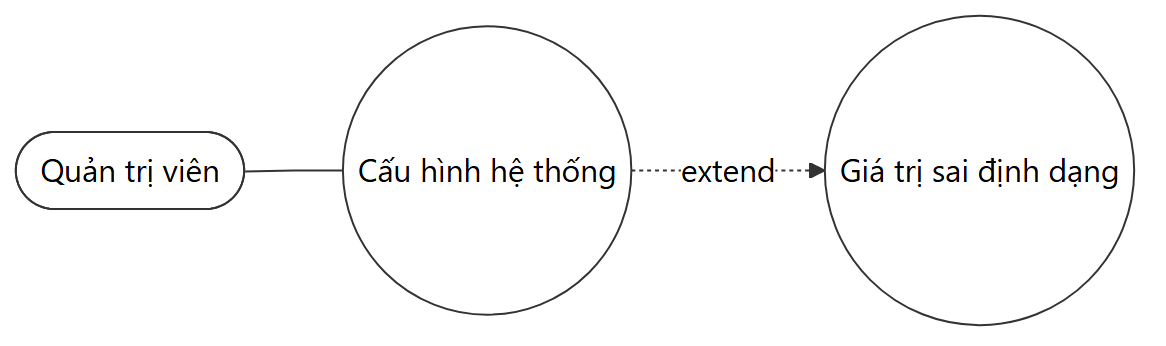 Quản trị viên
Cấu hình hệ thống
extend
Giá trị sai định dạng